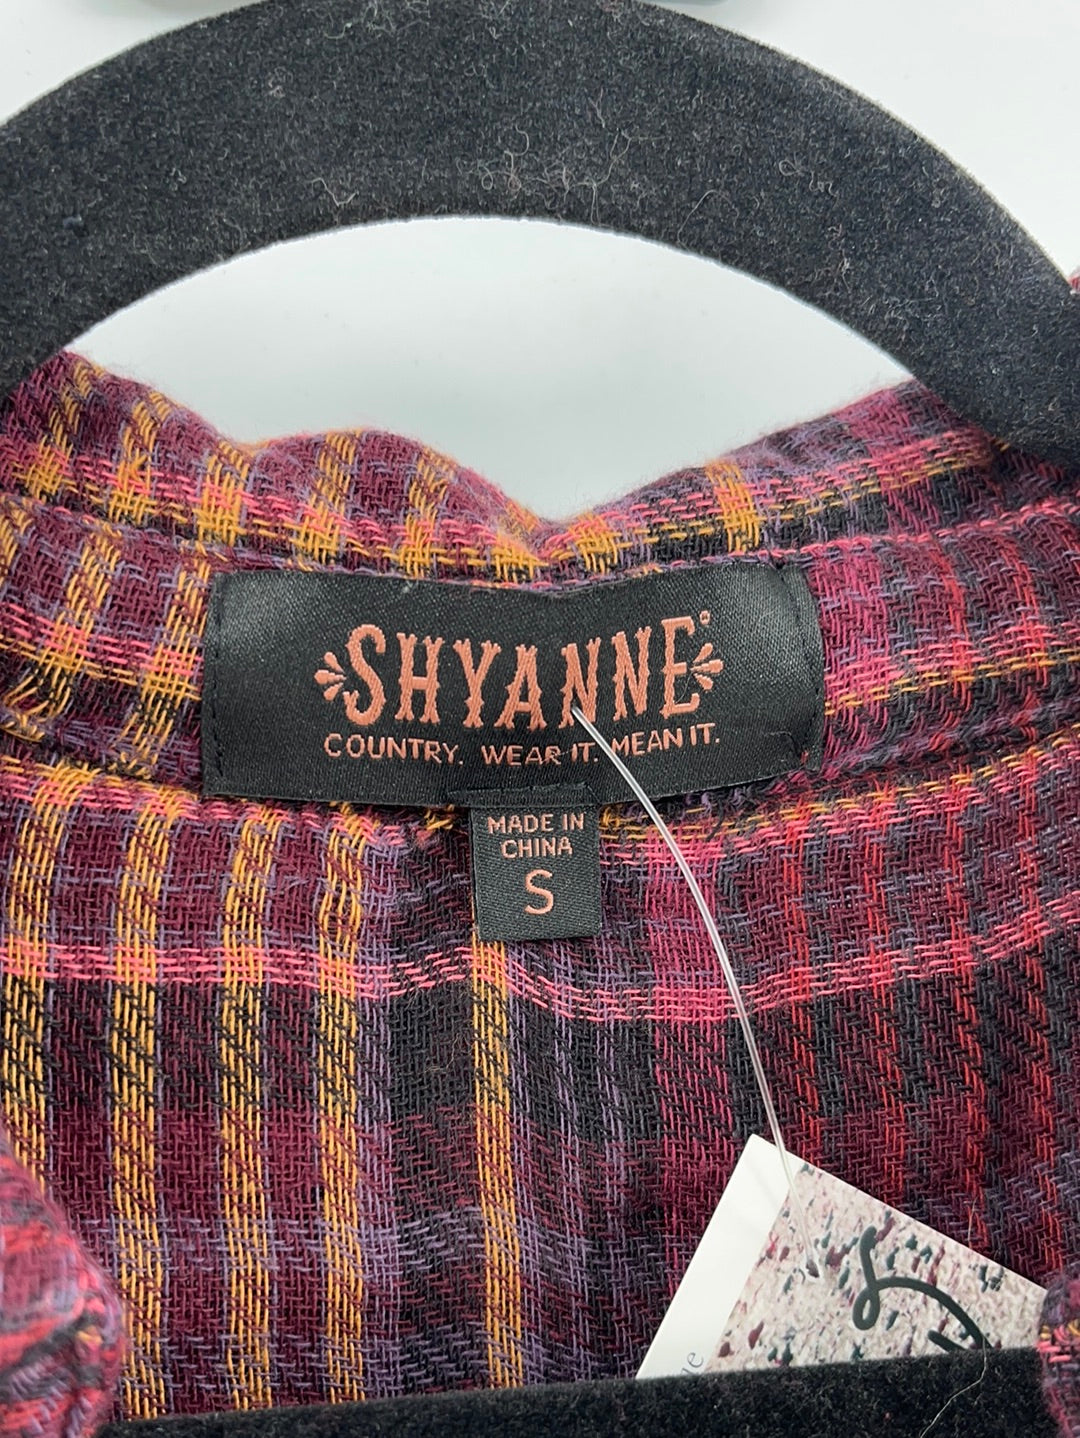 SHYANNE
COUNTRY. WEAR IT. MEAN IT.
MADE IN
CHINA
S